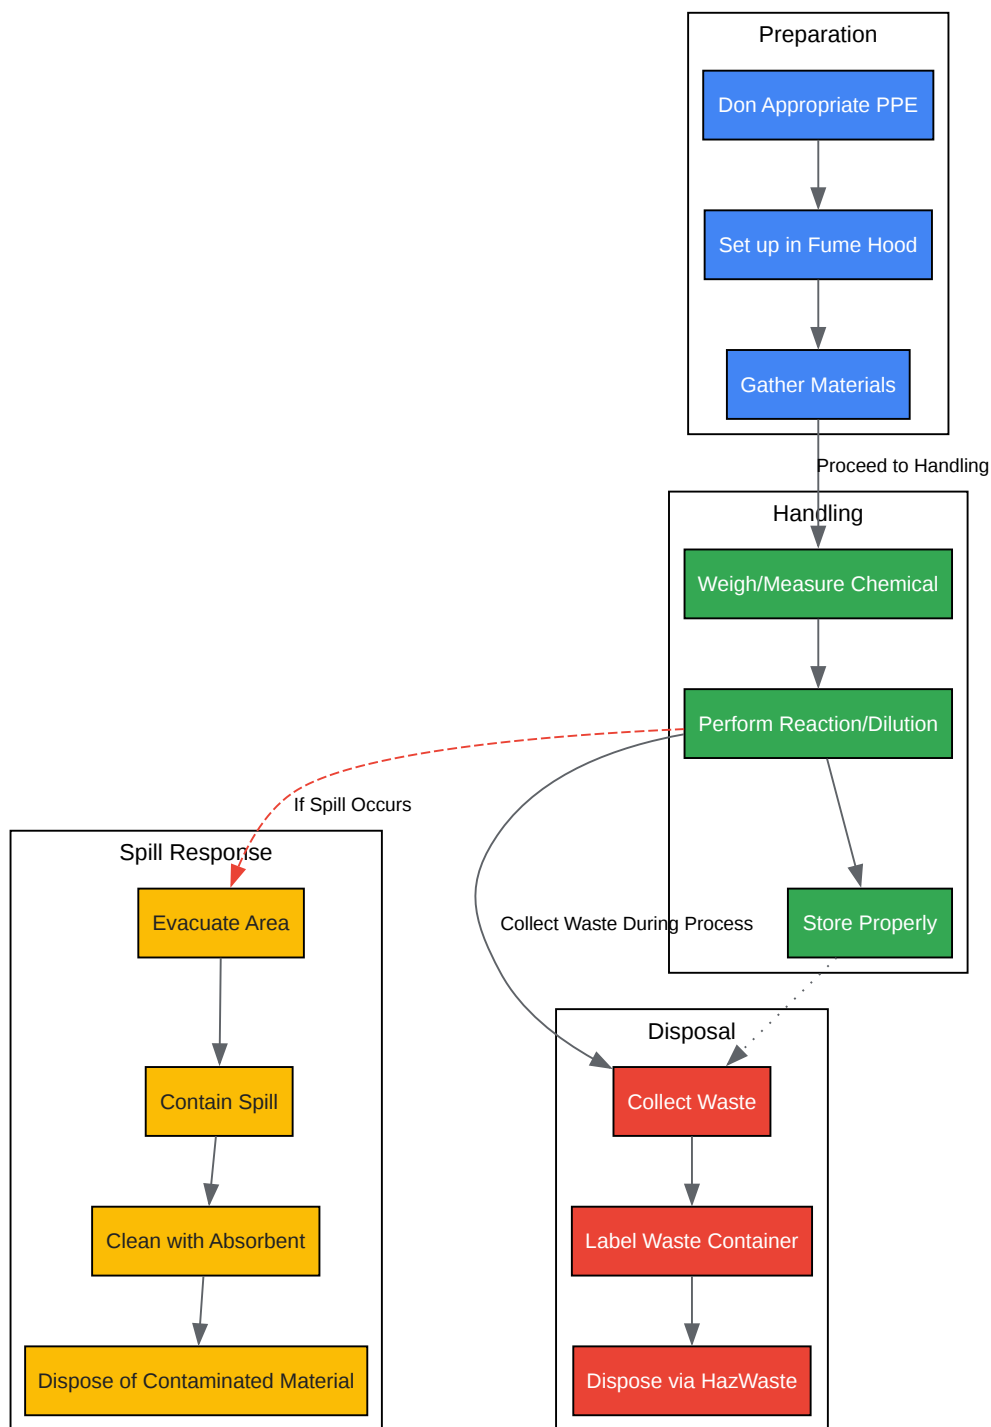 Preparation
Don Appropriate PPE
Set up in Fume Hood
Gather Materials
Proceed to Handling
Handling
Weigh/Measure Chemical
Perform Reaction/Dilution
If Spill Occurs
Spill Response
Evacuate Area
Collect Waste During Process
Store Properly
Disposal
Contain Spill
Collect Waste
Clean with Absorbent
Label Waste Container
Dispose of Contaminated Material
Dispose via HazWaste